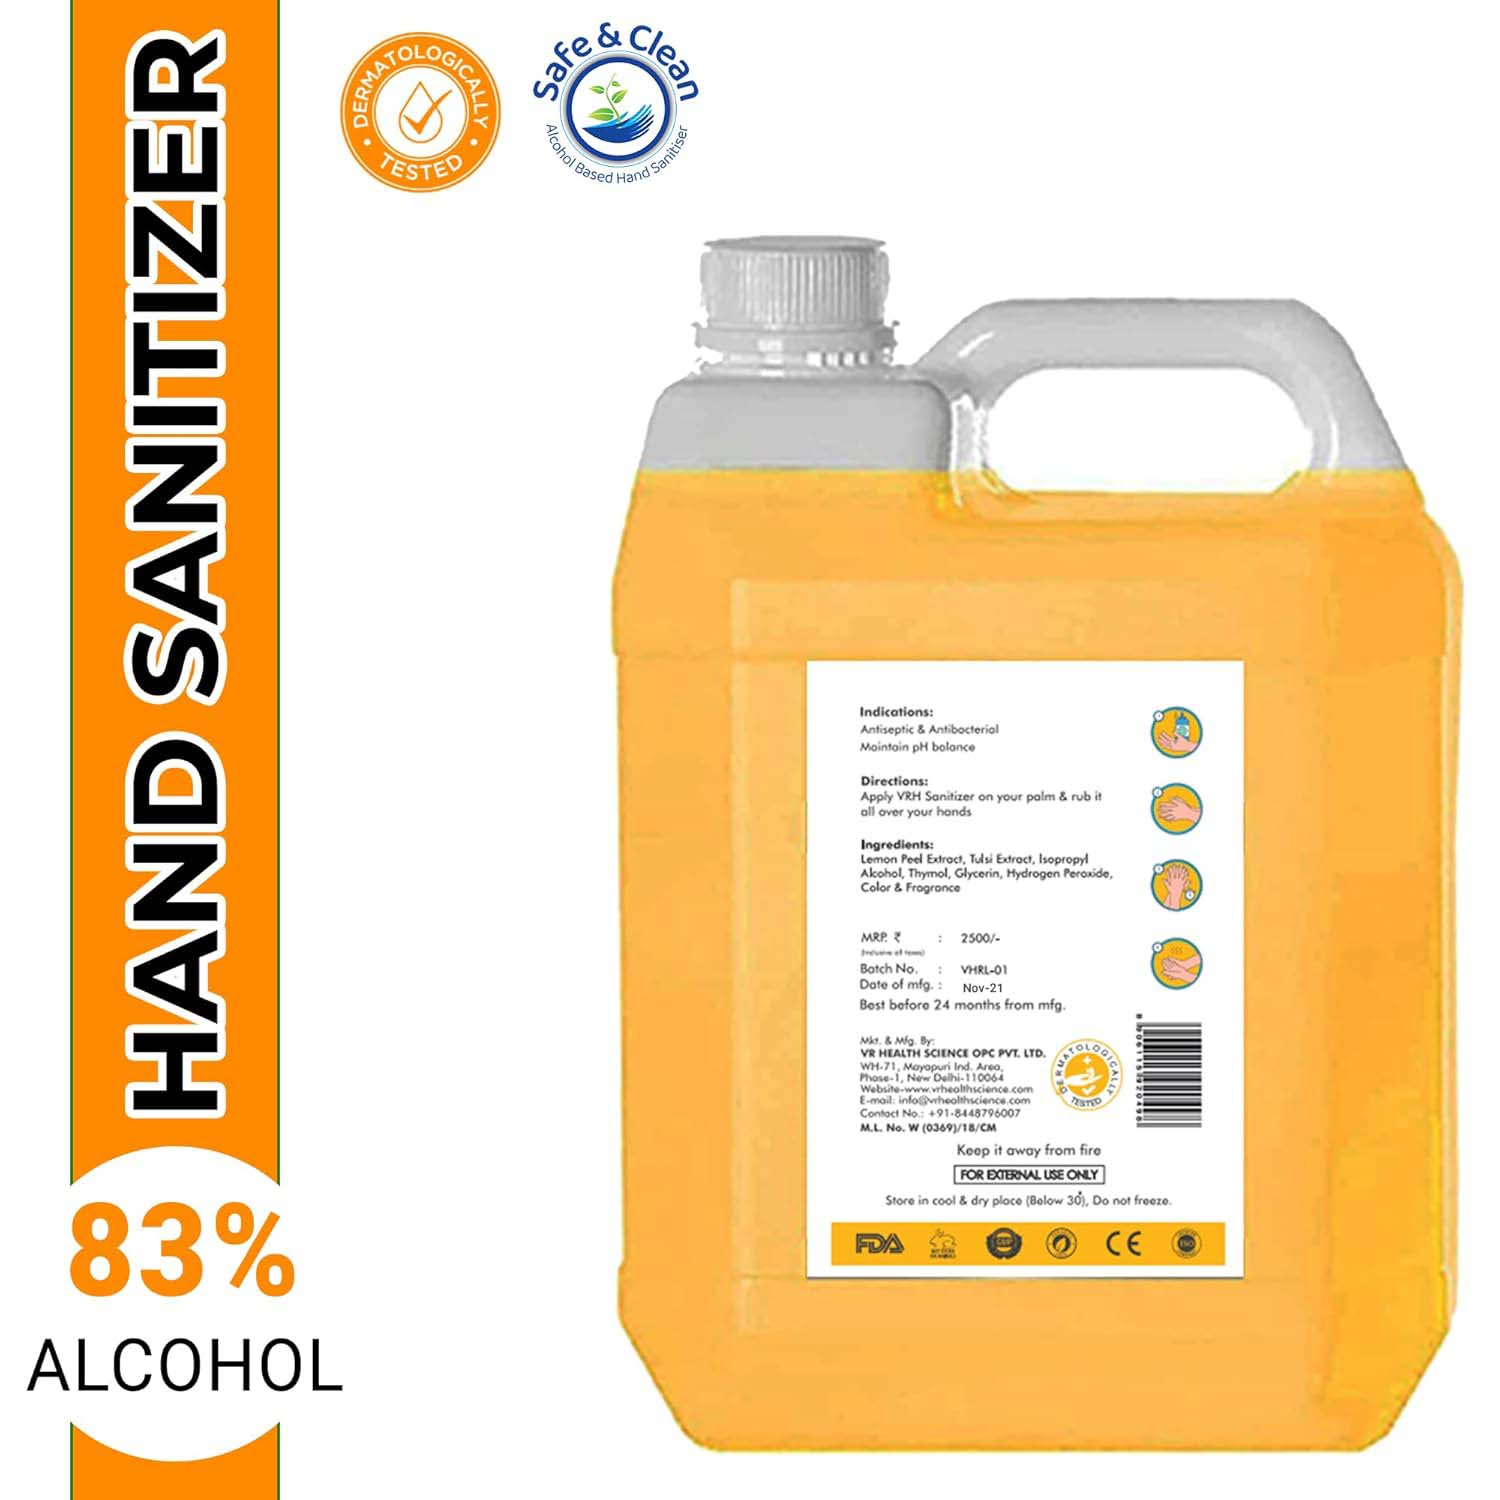 HAND SANITIZER
83%
ALCOHOL
DERMATOLOGICALLY
TESTED
Safe & Clean
Alcohol Based Hand Sanitiser
Indications:
Antiseptic & Antibacterial
Maintain pH balance
Directions:
Apply VRH Sanitizer on your palm & rub it
all over your hands
Ingredients:
Lemon Peel Extract, Tulsi Extract, Isopropyl
Alcohol, Thymol, Glycerin, Hydrogen Peroxide,
Color & Fragrance
MRP. ₹ : 2500/-
(Inclusive of taxes)
Batch No. : VHRL-01
Date of mfg. : Nov-21
Best before 24 months from mfg.
Mkt. & Mfg. By:
VR HEALTH SCIENCE OPC PVT. LTD.
WH-71, Mayapuri Ind. Area,
Phase-1, New Delhi-110064
Website-www.vrhealthscience.com
E-mail: info@vrhealthscience.com
Contact No.: +91-8448796007
M.L. No. W (0369)/18/CM
DERMATOLOGICALLY
TESTED
Keep it away from fire
FOR EXTERNAL USE ONLY
Store in cool & dry place (Below 30°), Do not freeze.
FDA
GMP
CE
ISO